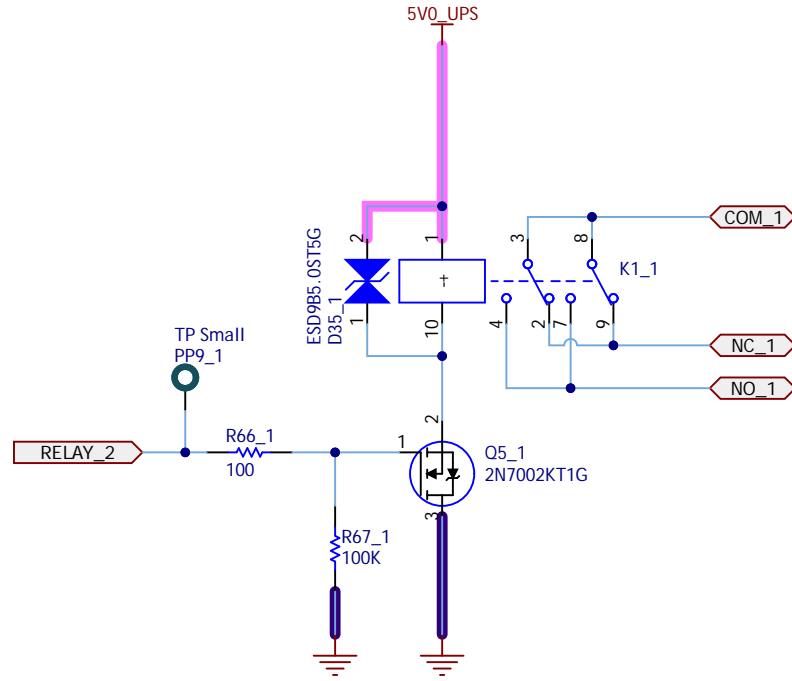 5V0_UPS
COM_1
3
8
2
1
K1_1
ESD9B5.0ST5G
D35_1
-+
1
10
4
2
7
9
NC_1
TP Small
PP9_1
NO_1
R66_1
100
RELAY_2
2
1
Q5_1
2N7002KT1G
3
R67_1
100K